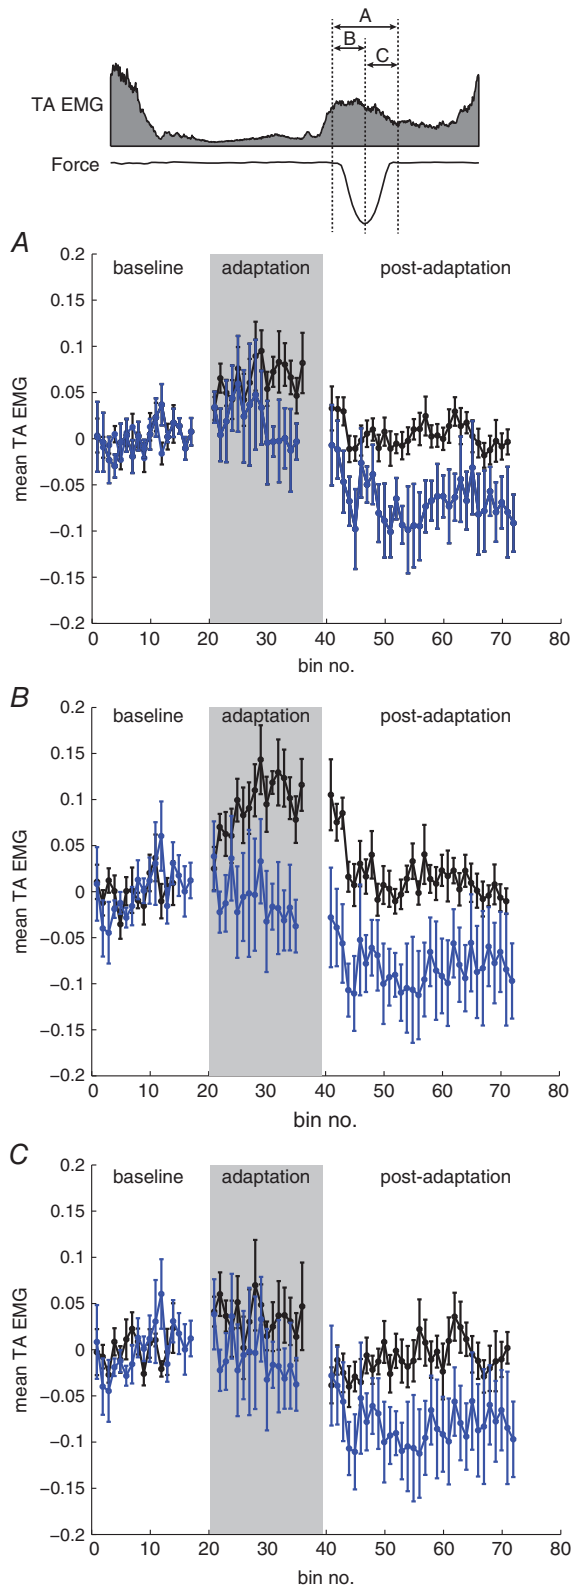 A
B
C
TA EMG
Force
A
0.2
baseline adaptation post-adaptation
0.15
0.1
0.05
0
−0.05
−0.1
−0.15
−0.2
mean TA EMG
0 10 20 30 40 50 60 70 80
bin no.
B
0.2
baseline adaptation post-adaptation
0.15
0.1
0.05
0
−0.05
−0.1
−0.15
−0.2
mean TA EMG
0 10 20 30 40 50 60 70 80
bin no.
C
0.2
baseline adaptation post-adaptation
0.15
0.1
0.05
0
−0.05
−0.1
−0.15
−0.2
mean TA EMG
0 10 20 30 40 50 60 70 80
bin no.